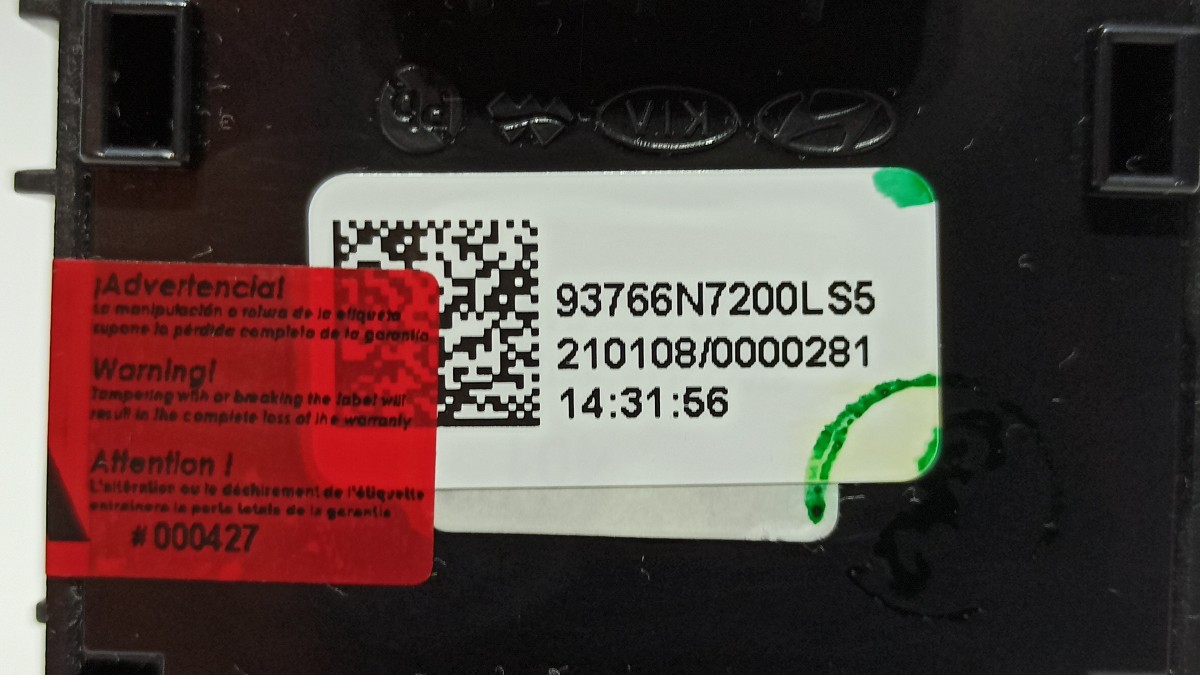 KIA
93766N7200LS5
210108/0000281
14:31:56
¡Advertencia!
La manipulación o rotura de la etiqueta
supone la pérdida completa de la garantía
Warning!
Tampering with or breaking the label will
result in the complete loss of the warranty
Attention !
L'altération ou le déchirement de l'étiquette
entraînera la perte totale de la garantie
#000427